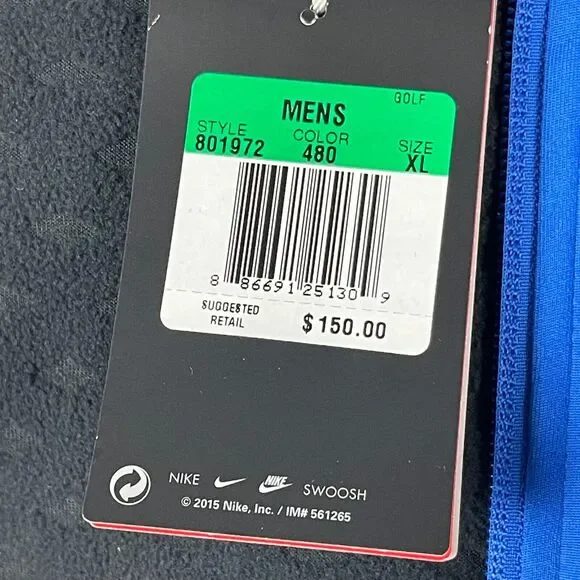 GOLF
MENS
STYLE COLOR SIZE
801972 480 XL
8 86691 25130 9
SUGGESTED RETAIL $150.00
NIKE NIKE SWOOSH
© 2015 Nike, Inc. / IM# 561265